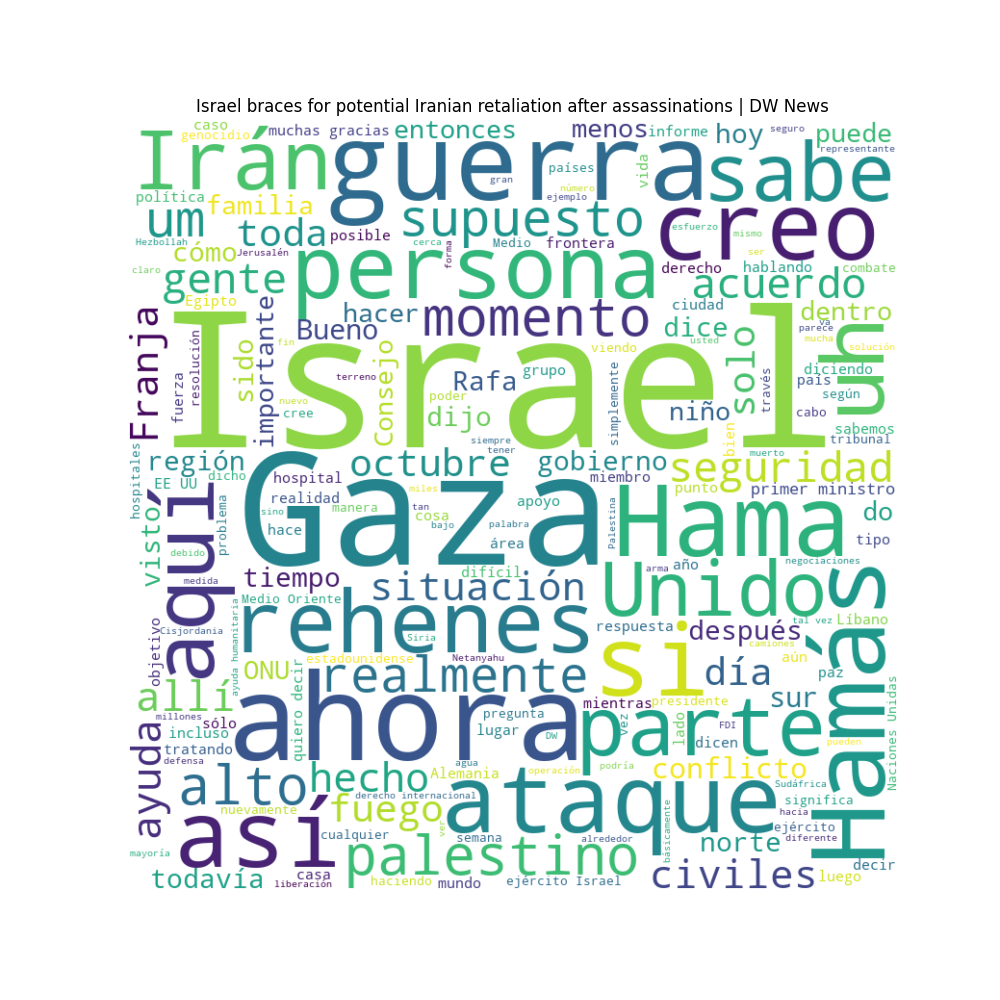 Israel braces for potential Iranian retaliation after assassinations | DW News
caso
genocidio
muchas gracias
entonces
menos
informe
hoy
seguro
puede
representante
Irán
guerra
sabe
política
um
familia
gran
países
número
ejemplo
vida
supuesto
creo
Hezbollah
toda
posible
cerca
forma
Medio
frontera
esfuerzo
mismo
cómo
Jerusalén
ser
claro
gente
persona
derecho
hablando
combate
acuerdo
Egipto
Franja
importante
hacer
momento
ciudad
dentro
Bueno
dice
va
parece
mucha
usted
solución
un
resolución
fuerza
sido
fin
Israel
viendo
solo
terreno
Consejo
grupo
simplemente
diciendo
país
través
según
Rafa
poder
nuevo
cree
dijo
niño
cabo
sabemos
bien
tribunal
siempre
tener
muerto
hospitales
región
octubre
gobierno
seguridad
EE UU
dicho
hospital
miembro
punto
primer ministro
visto
aquí
problema
realidad
manera
miles
cosa
tan
apoyo
Gaza
Hama
do
sino
hace
bajo
palabra
Palestina
área
tipo
debido
medida
tiempo
difícil
arma
año
negociaciones
situación
Unido
Hamás
Medio Oriente
ayuda humanitaria
Cisjordania
objetivo
rehenes
Siria
respuesta
después
tal vez
Líbano
camiones
aún
ONU
estadounidense
Netanyahu
realmente
si
día
paz
quiero decir
allí
mientras
presidente
sur
Naciones Unidas
millones
sólo
ahora
pregunta
lugar
vez
FDI
parte
incluso
DW
lado
dicen
pueden
tratando
defensa
ayuda
agua
operación
podría
conflicto
alto
hecho
Alemania
Sudáfrica
derecho internacional
significa
nuevamente
fuego
ataque
hacia
así
cualquier
ver
semana
alrededor
básicamente
norte
ejército
diferente
mayoría
palestino
decir
todavía
casa
liberación
haciendo
mundo
ejército Israel
civiles
luego